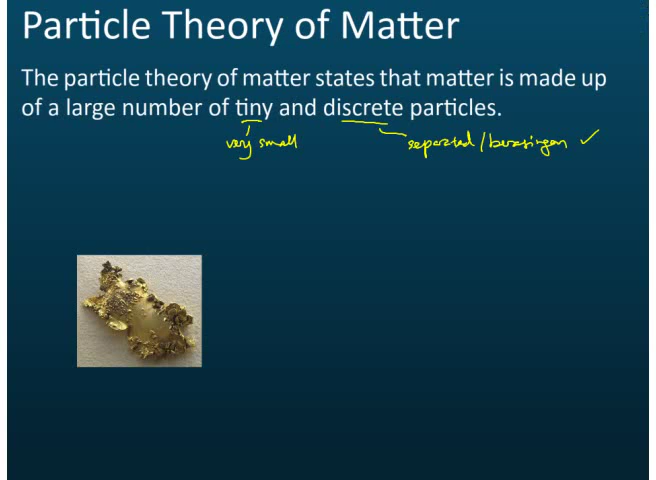 Particle Theory of Matter
The particle theory of matter states that matter is made up
of a large number of tiny and discrete particles.
very small
separated / berasingan